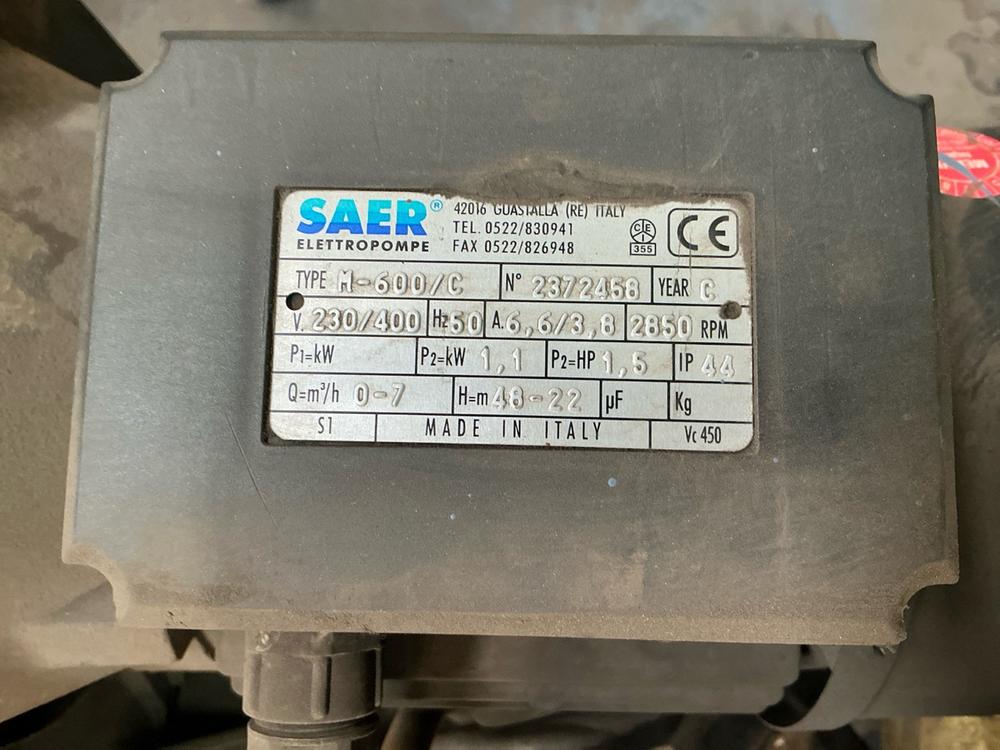 SAER®
ELETTROPOMPE
42016 GUASTALLA (RE) ITALY
TEL. 0522/830941
FAX 0522/826948
CEI
355
CE
TYPE M-600/C N° 2372458 YEAR C
V. 230/400 Hz 50 A. 6,6/3,8 2850 RPM
P1=kW P2=kW 1,1 P2=HP 1,5 IP 44
Q=m³/h 0-7 H=m 48-22 µF Kg
S1 MADE IN ITALY Vc 450